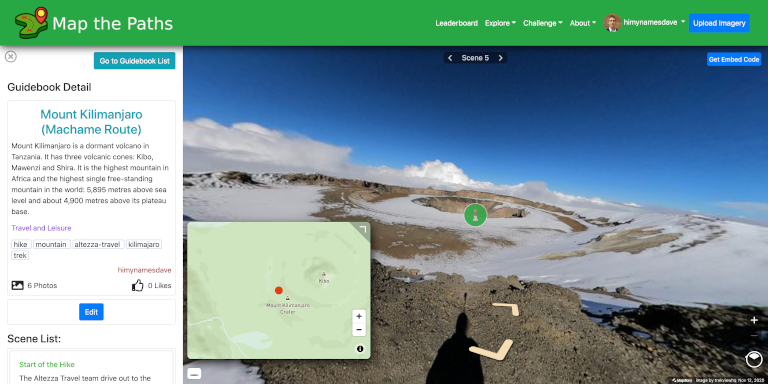 Map the Paths
Leaderboard Explore Challenge About himynamesdave Upload Imagery
Go to Guidebook List
Guidebook Detail
Mount Kilimanjaro
(Machame Route)
Mount Kilimanjaro is a dormant volcano in
Tanzania. It has three volcanic cones: Kibo,
Mawenzi and Shira. It is the highest mountain in
Africa and the highest single free-standing
mountain in the world: 5,895 metres above sea
level and about 4,900 metres above its plateau
base.
Travel and Leisure
hike mountain altezza-travel kilimajaro
trek
himynamesdave
6 Photos 0 Likes
Edit
Scene List:
Start of the Hike
The Altezza Travel team drive out to the
Scene 5
Get Embed Code
Kibo
Mount Kilimanjaro
Crater
+
−
+
Mapillary image by trekviewhq Nov 12, 2020